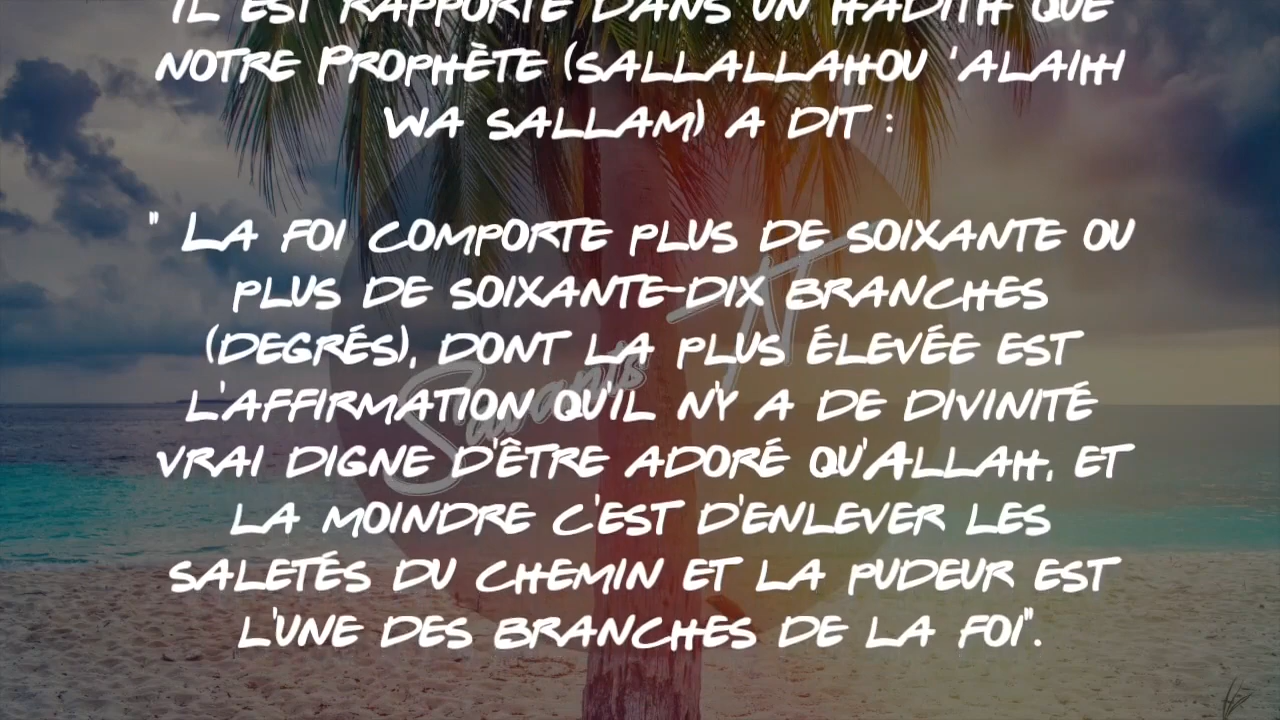 IL EST RAPPORTÉ DANS UN HADITH QUE
NOTRE PROPHÈTE (SALLALLAHOU 'ALAIHI
WA SALLAM) A DIT :
" LA FOI COMPORTE PLUS DE SOIXANTE OU
PLUS DE SOIXANTE-DIX BRANCHES
(DEGRÉS), DONT LA PLUS ÉLEVÉE EST
L'AFFIRMATION QU'IL N'Y A DE DIVINITÉ
VRAI DIGNE D'ÊTRE ADORÉ QU'ALLAH, ET
LA MOINDRE C'EST D'ENLEVER LES
SALETÉS DU CHEMIN ET LA PUDEUR EST
L'UNE DES BRANCHES DE LA FOI".